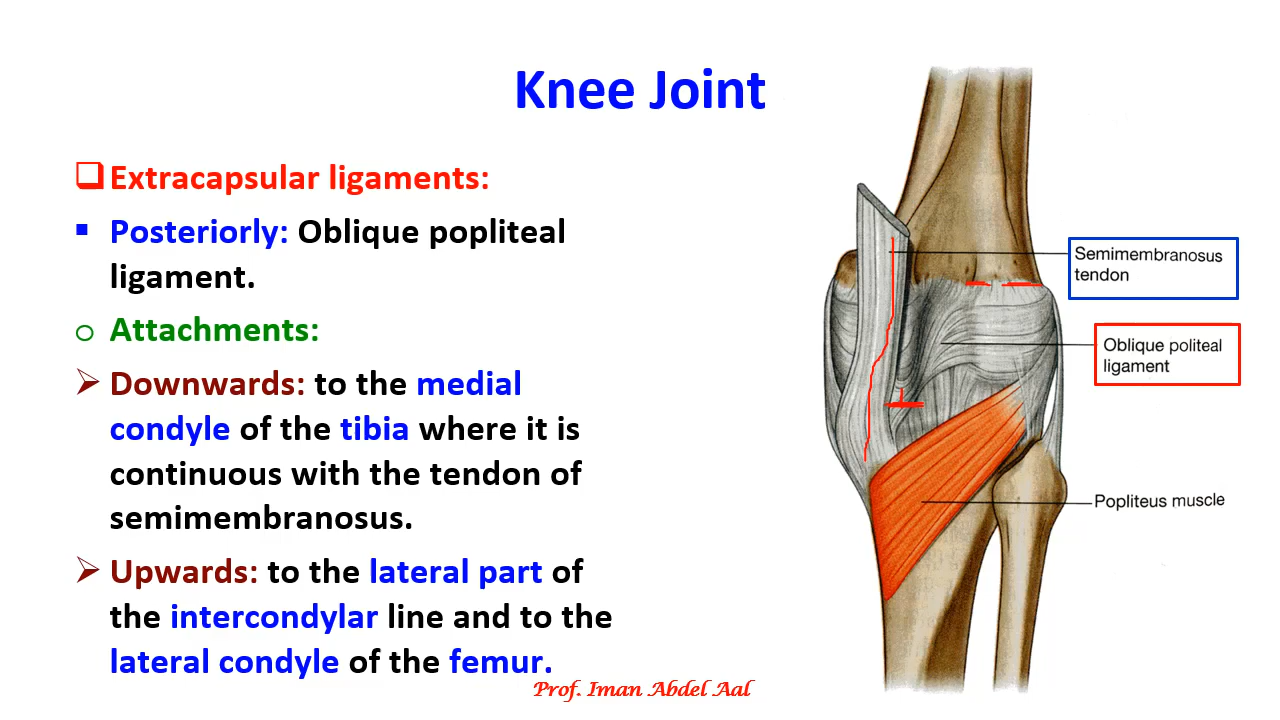 Knee Joint
❑Extracapsular ligaments:
▪ Posteriorly: Oblique popliteal
ligament.
o Attachments:
➢ Downwards: to the medial
condyle of the tibia where it is
continuous with the tendon of
semimembranosus.
➢ Upwards: to the lateral part of
the intercondylar line and to the
lateral condyle of the femur.
Semimembranosus
tendon
Oblique politeal
ligament
Popliteus muscle
Prof. Iman Abdel Aal